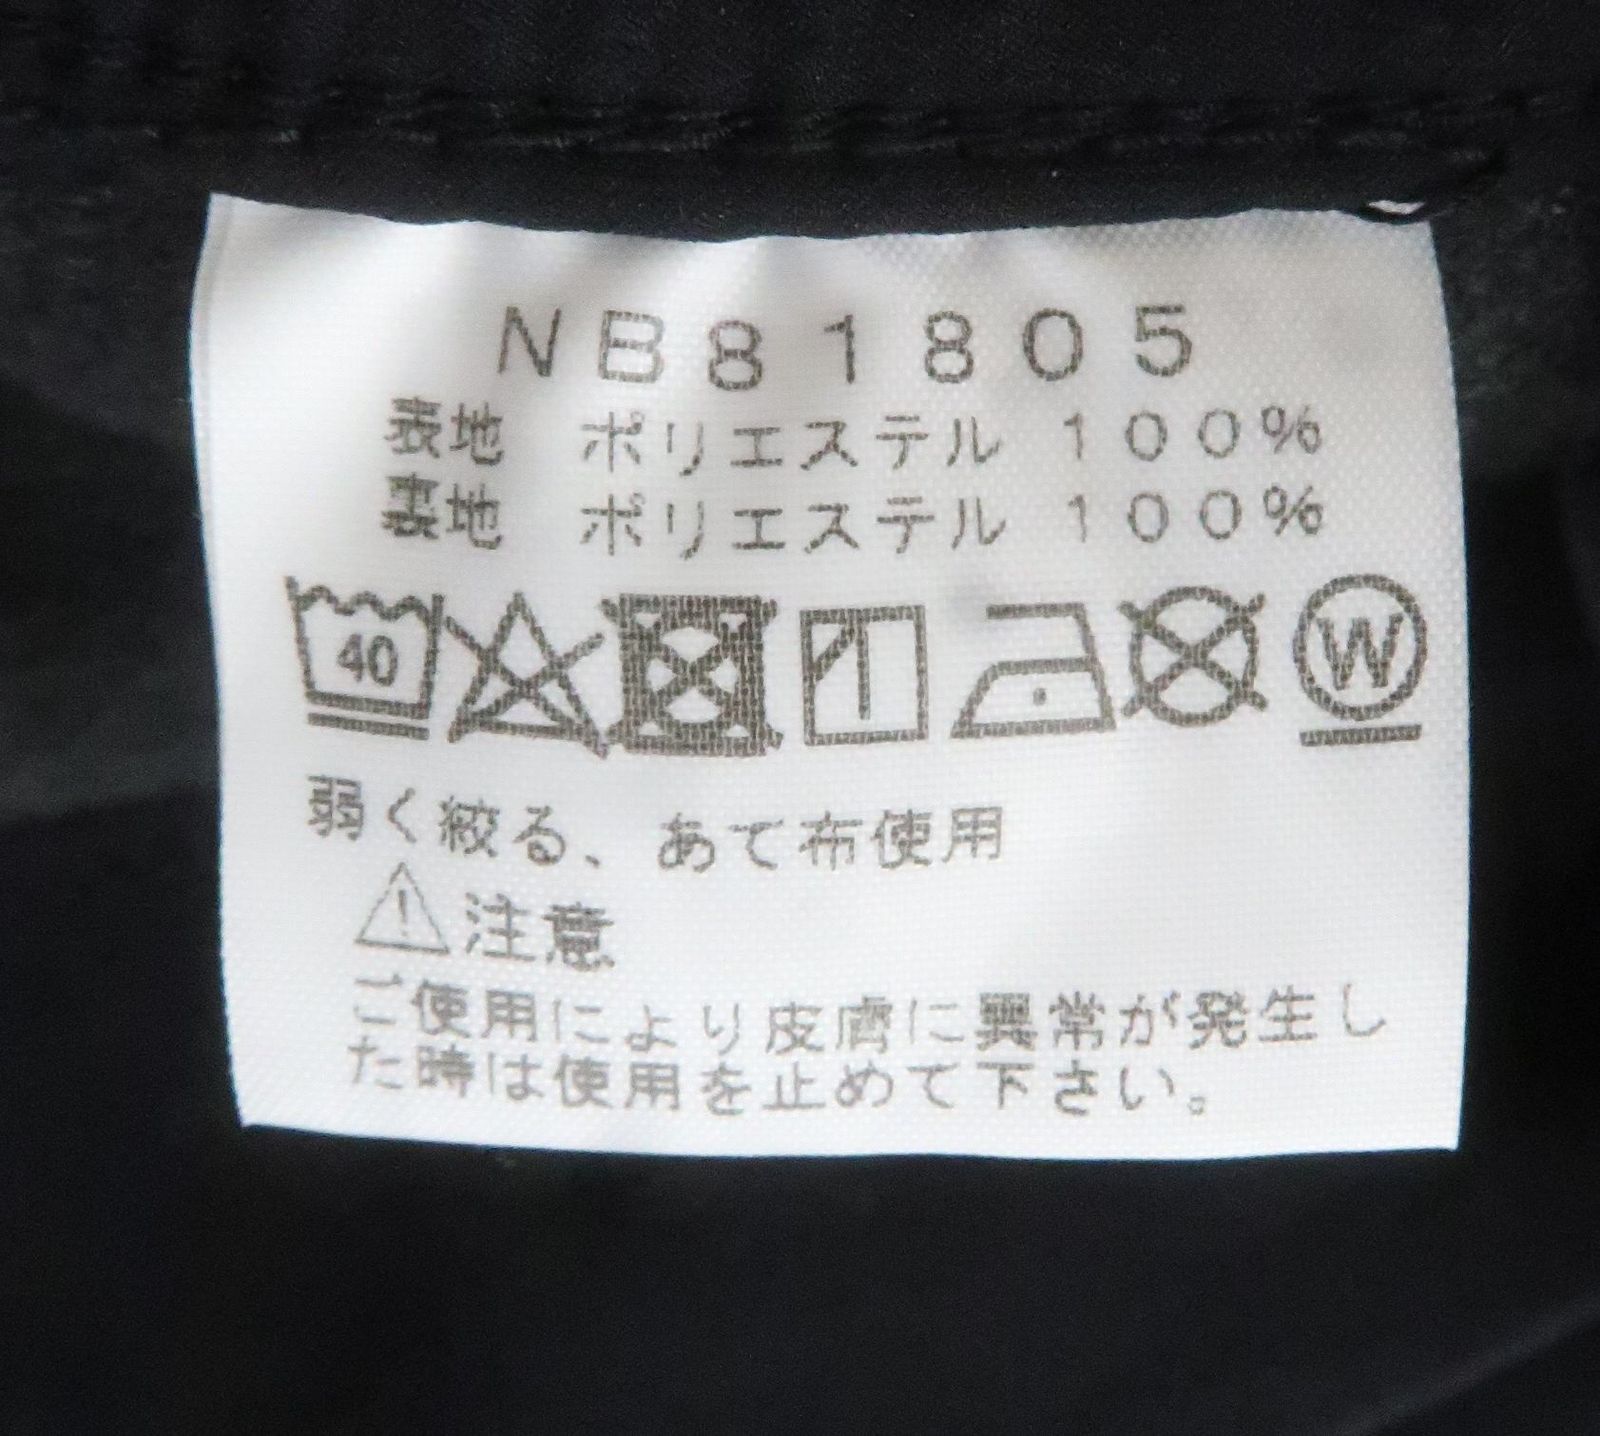 NB81805
表地 ポリエステル 100%
裏地 ポリエステル 100%
40 W
弱く絞る、あて布使用
注意
ご使用により皮膚に異常が発生し
た時は使用を止めて下さい。